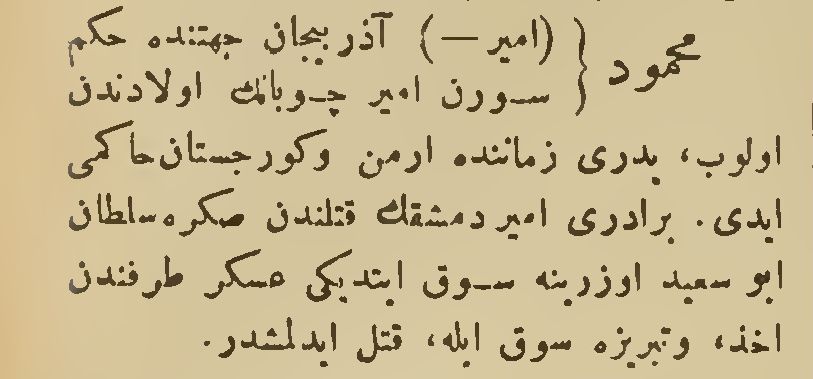 محمود { (امیر —) آذربیجان جهتنده حکم
سورن امیر چوبانك اولادندن
اولوب، پدری زماننده ارمن وکورجستان حاکمی
ایدی. برادری امیر دمشقك قتلندن صکره سلطان
ابو سعید اوزرینه سوق ایتدیکی عسکر طرفندن
اخذ، وتبریزه سوق ایله، قتل ایدلمشدر.